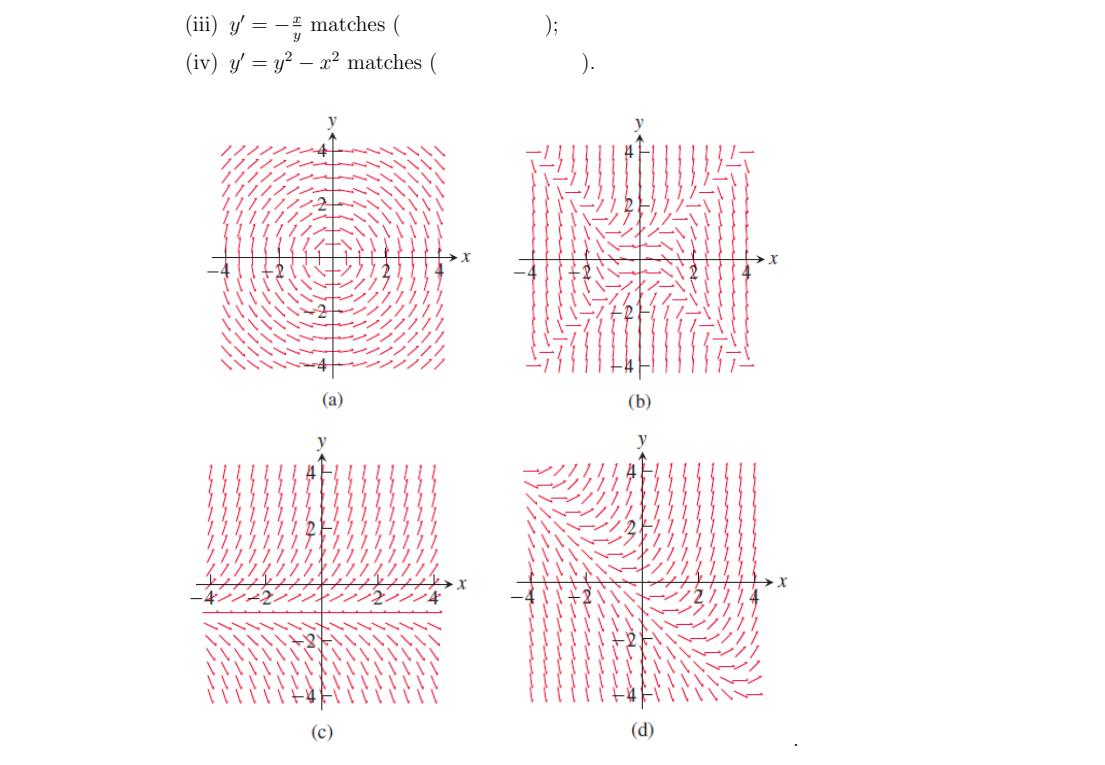 (iii) y′ = −x/y matches ( );
(iv) y′ = y² − x² matches ( ).
y
4
2
−4 −2 2 4 x
−2
−4
(a)
y
4
2
−4 −2 2 4 x
−2
−4
(b)
y
4
2
−4 −2 2 4 x
−2
−4
(c)
y
4
2
−4 −2 2 4 x
−2
−4
(d)
.